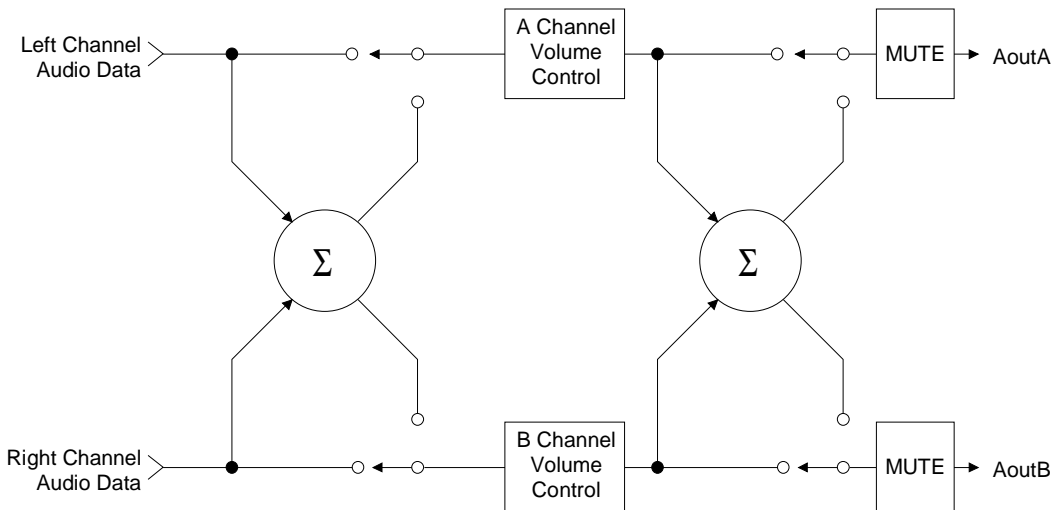 Left Channel
Audio Data
A Channel
Volume
Control
MUTE
AoutA
Σ
Σ
Right Channel
Audio Data
B Channel
Volume
Control
MUTE
AoutB